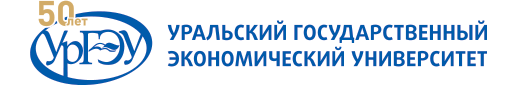 50 лет
УрГЭУ
УРАЛЬСКИЙ ГОСУДАРСТВЕННЫЙ
ЭКОНОМИЧЕСКИЙ УНИВЕРСИТЕТ